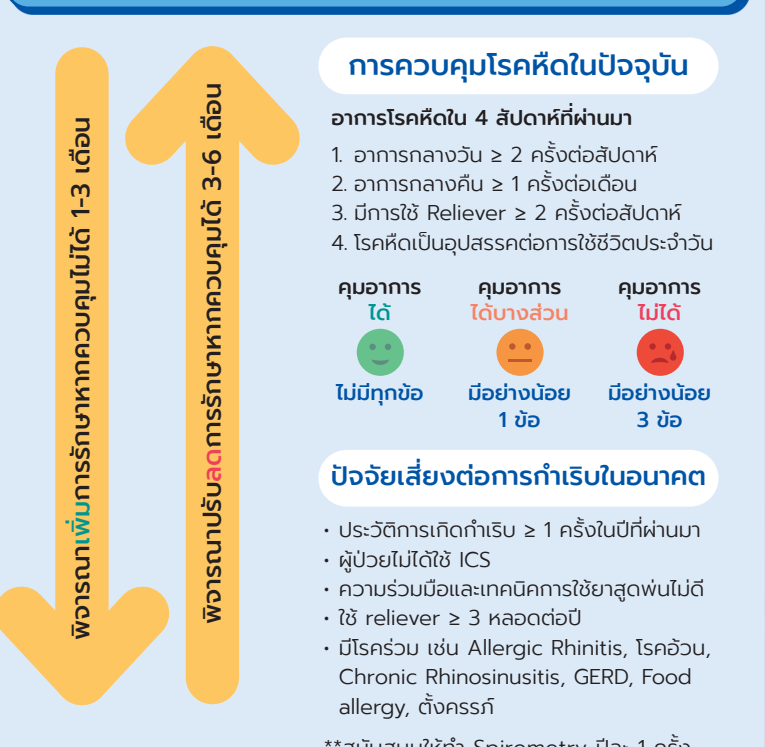 พิจารณาเพิ่มการรักษาหากควบคุมไม่ได้ 1-3 เดือน
พิจารณาปรับลดการรักษาหากควบคุมได้ 3-6 เดือน
การควบคุมโรคหืดในปัจจุบัน
อาการโรคหืดใน 4 สัปดาห์ที่ผ่านมา
1. อาการกลางวัน ≥ 2 ครั้งต่อสัปดาห์
2. อาการกลางคืน ≥ 1 ครั้งต่อเดือน
3. มีการใช้ Reliever ≥ 2 ครั้งต่อสัปดาห์
4. โรคหืดเป็นอุปสรรคต่อการใช้ชีวิตประจำวัน
คุมอาการ
ได้
ไม่มีทุกข้อ
คุมอาการ
ได้บางส่วน
มีอย่างน้อย
1 ข้อ
คุมอาการ
ไม่ได้
มีอย่างน้อย
3 ข้อ
ปัจจัยเสี่ยงต่อการกำเริบในอนาคต
• ประวัติการเกิดกำเริบ ≥ 1 ครั้งในปีที่ผ่านมา
• ผู้ป่วยไม่ได้ใช้ ICS
• ความร่วมมือและเทคนิคการใช้ยาสูดพ่นไม่ดี
• ใช้ reliever ≥ 3 หลอดต่อปี
• มีโรคร่วม เช่น Allergic Rhinitis, โรคอ้วน,
Chronic Rhinosinusitis, GERD, Food
allergy, ตั้งครรภ์
**สนับสนุนให้ทำ Spirometry ปีละ 1 ครั้ง